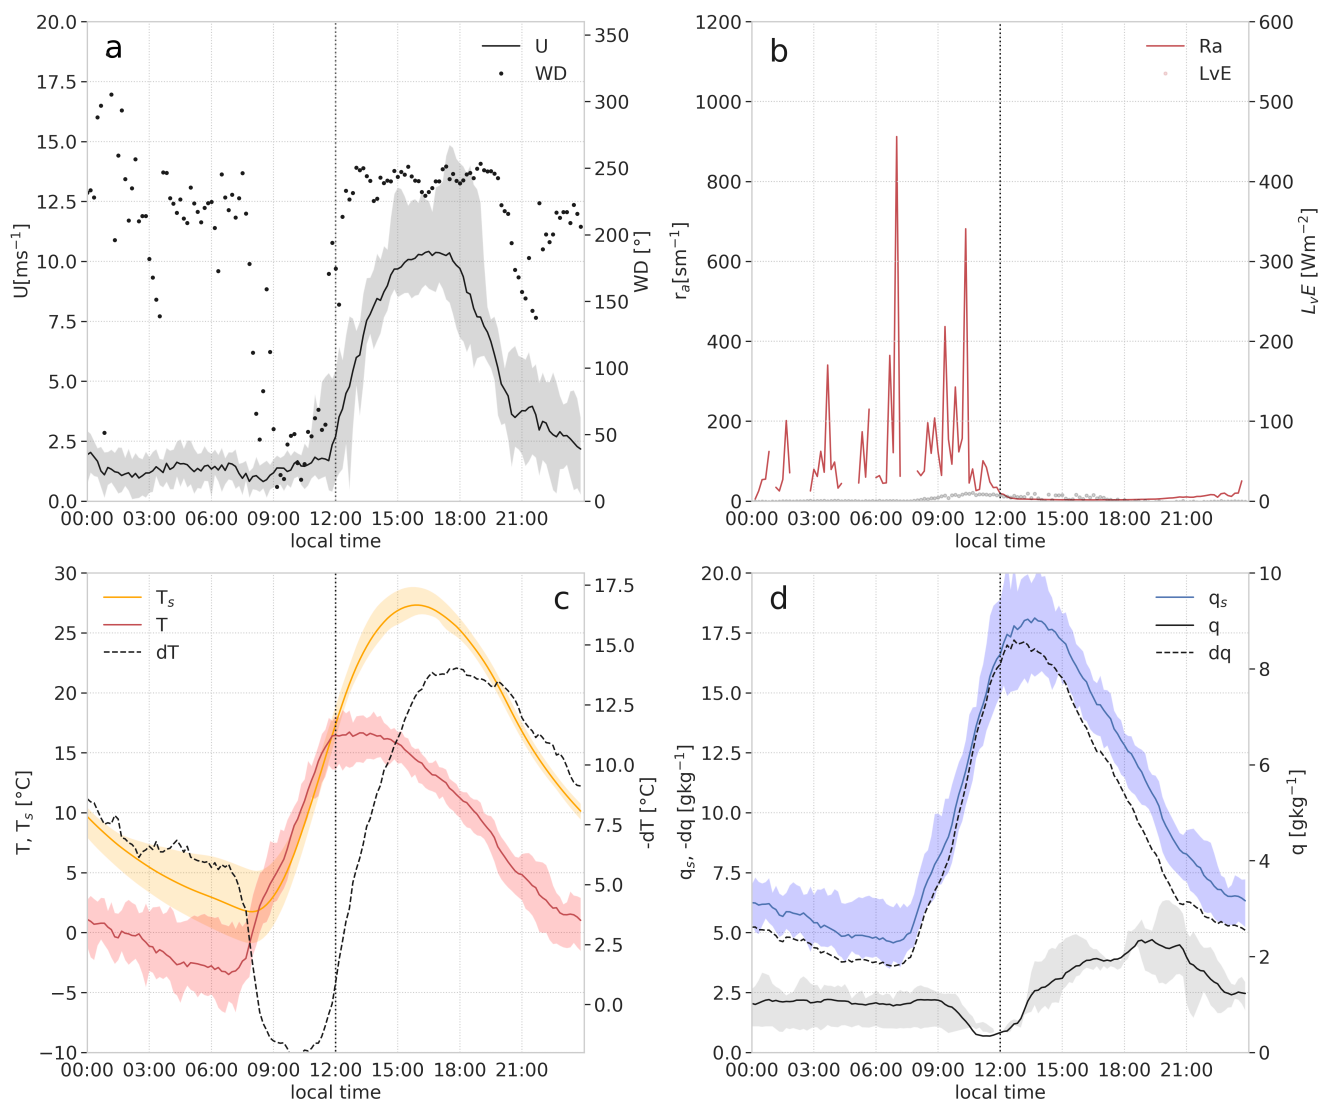 a
U
WD
20.0
17.5
15.0
12.5
10.0
7.5
5.0
2.5
0.0
U[ms⁻¹]
350
300
250
200
150
100
50
0
WD [°]
00:00 03:00 06:00 09:00 12:00 15:00 18:00 21:00
local time
b
Ra
LvE
1200
1000
800
600
400
200
0
rₐ[sm⁻¹]
600
500
400
300
200
100
0
LᵥE [Wm⁻²]
00:00 03:00 06:00 09:00 12:00 15:00 18:00 21:00
local time
c
Tₛ
T
dT
30
25
20
15
10
5
0
−5
−10
T, Tₛ [°C]
17.5
15.0
12.5
10.0
7.5
5.0
2.5
0.0
-dT [°C]
00:00 03:00 06:00 09:00 12:00 15:00 18:00 21:00
local time
d
qₛ
q
dq
20.0
17.5
15.0
12.5
10.0
7.5
5.0
2.5
0.0
qₛ, -dq [gkg⁻¹]
10
8
6
4
2
0
q [gkg⁻¹]
00:00 03:00 06:00 09:00 12:00 15:00 18:00 21:00
local time